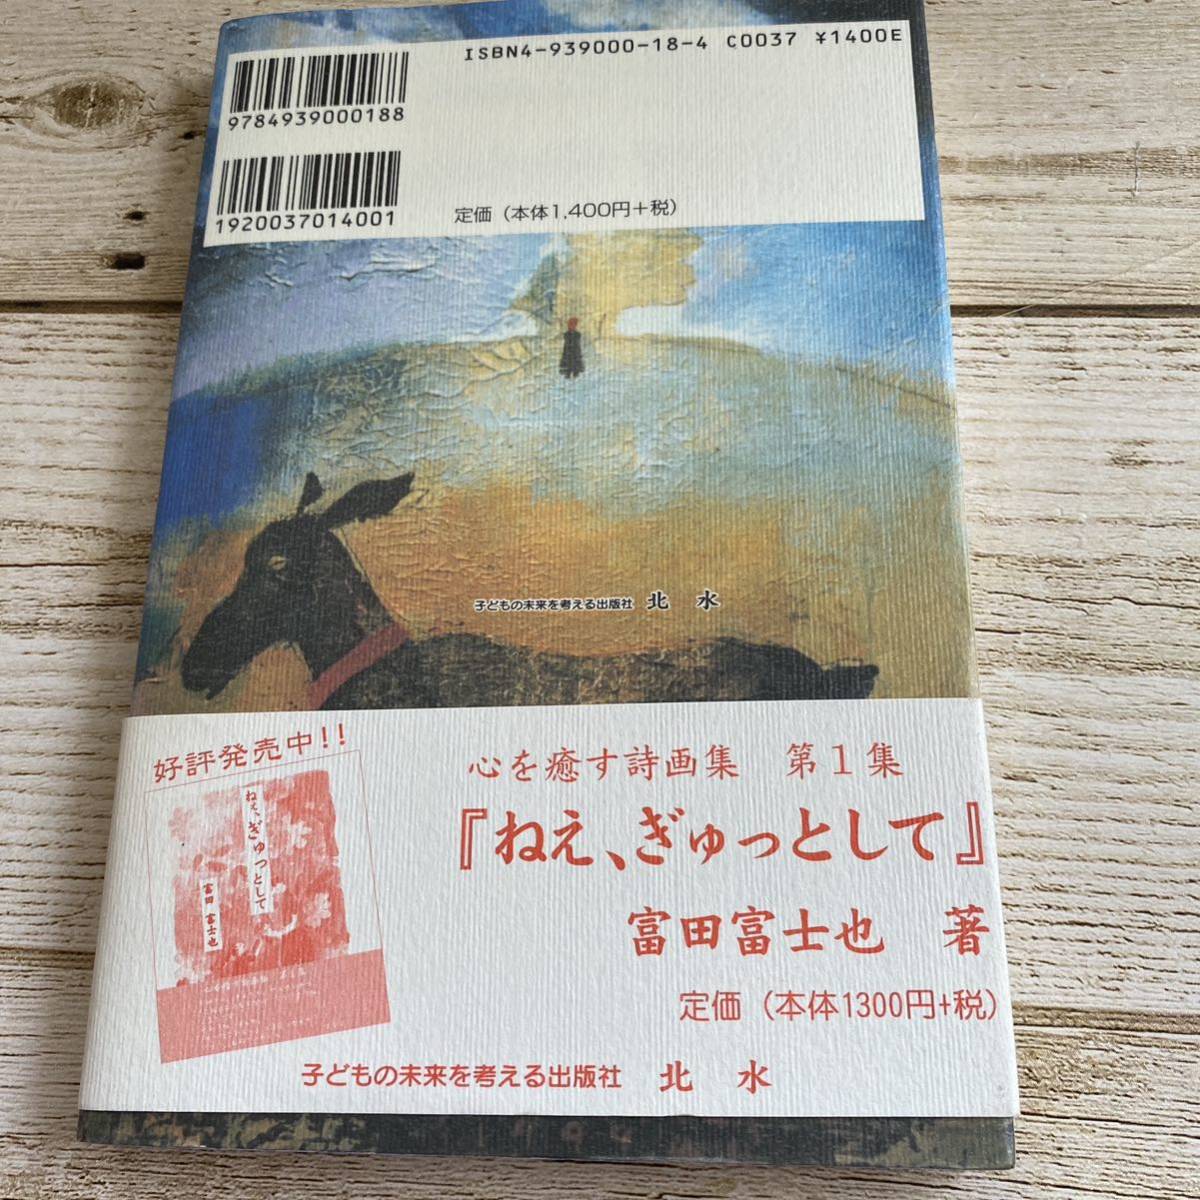 ISBN4-939000-18-4 C0037 ¥1400E
9784939000188
1920037014001
定価（本体1,400円＋税）
子どもの未来を考える出版社 北 水
好評発売中!!
ねぇ、ぎゅっとして
富田 富士也
心を癒す詩画集 第１集
『ねえ、ぎゅっとして』
富田富士也 著
定価（本体1300円+税）
子どもの未来を考える出版社 北 水